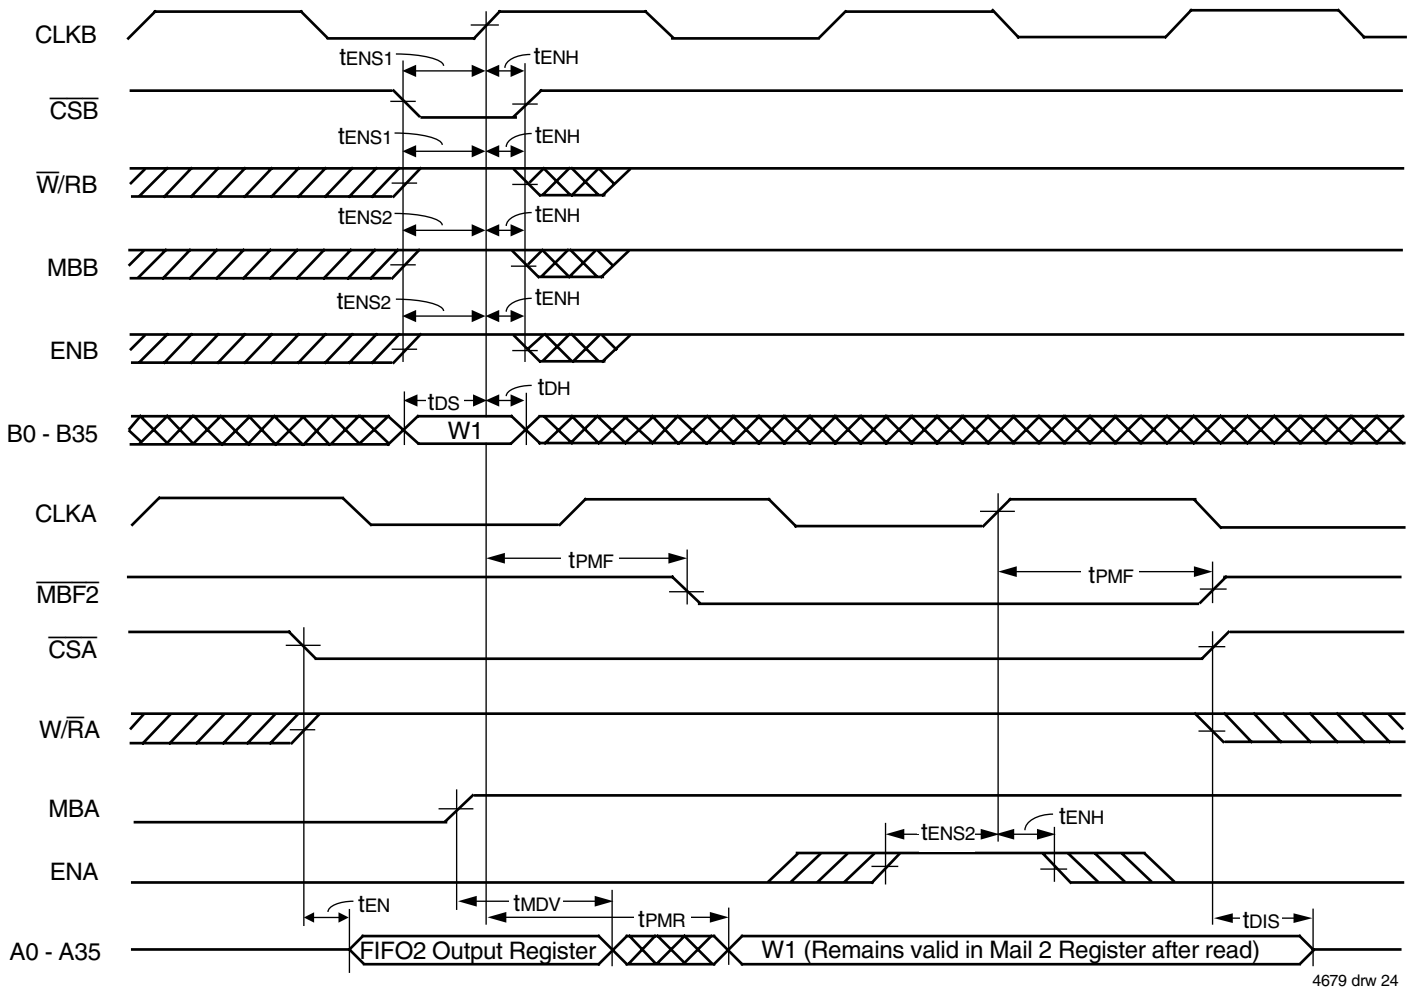 CLKB
tENS1 tENH
CSB
tENS1 tENH
W/RB
tENS2 tENH
MBB
tENS2 tENH
ENB
tDS tDH
B0 - B35 W1
CLKA
tPMF tPMF
MBF2
CSA
W/RA
MBA
tENS2 tENH
ENA
tEN tMDV tPMR tDIS
A0 - A35 FIFO2 Output Register W1 (Remains valid in Mail 2 Register after read)
4679 drw 24